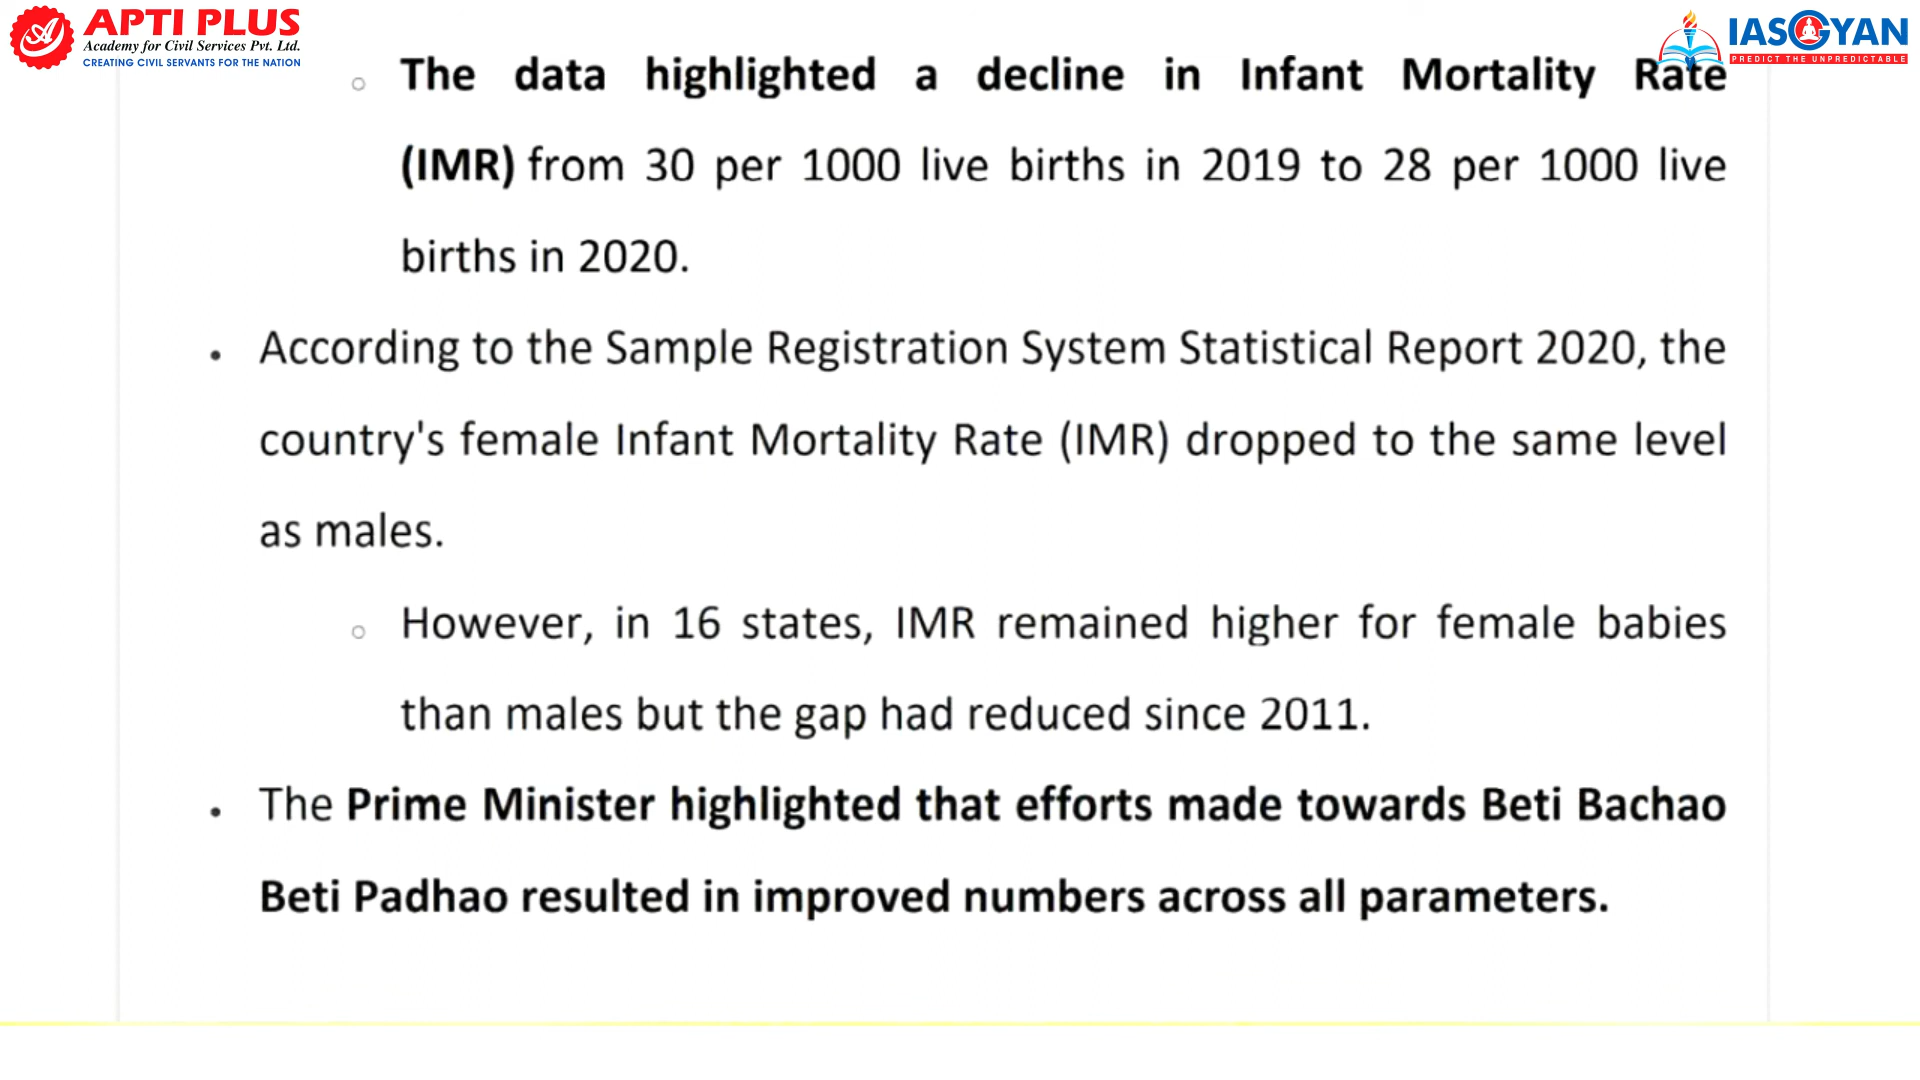 APTI PLUS
Academy for Civil Services Pvt. Ltd.
CREATING CIVIL SERVANTS FOR THE NATION
IASGYAN
PREDICT THE UNPREDICTABLE
○ The data highlighted a decline in Infant Mortality Rate
(IMR) from 30 per 1000 live births in 2019 to 28 per 1000 live
births in 2020.
• According to the Sample Registration System Statistical Report 2020, the
country's female Infant Mortality Rate (IMR) dropped to the same level
as males.
○ However, in 16 states, IMR remained higher for female babies
than males but the gap had reduced since 2011.
• The Prime Minister highlighted that efforts made towards Beti Bachao
Beti Padhao resulted in improved numbers across all parameters.